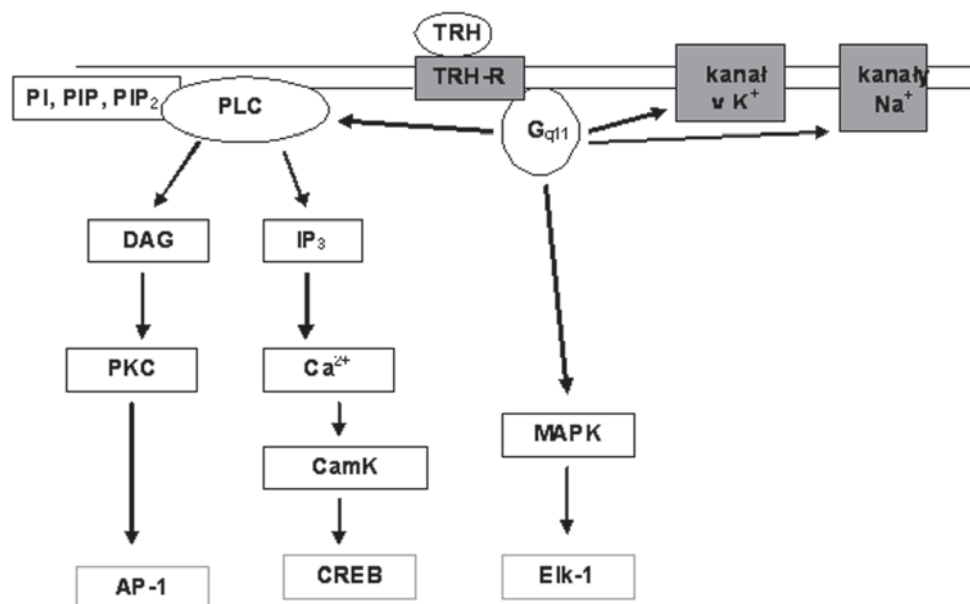 TRH
TRH-R
kanał
v K⁺
kanały
Na⁺
PI, PIP, PIP₂
PLC
Gq11
DAG
IP₃
PKC
Ca²⁺
MAPK
CamK
AP-1
CREB
Elk-1